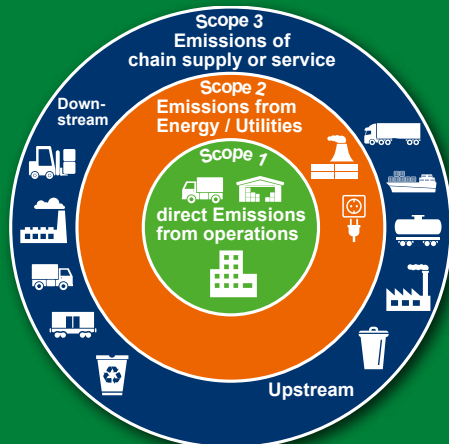 Scope 3
Emissions of
chain supply or service
Down-
stream
Scope 2
Emissions from
Energy / Utilities
Scope 1
direct Emissions
from operations
Upstream